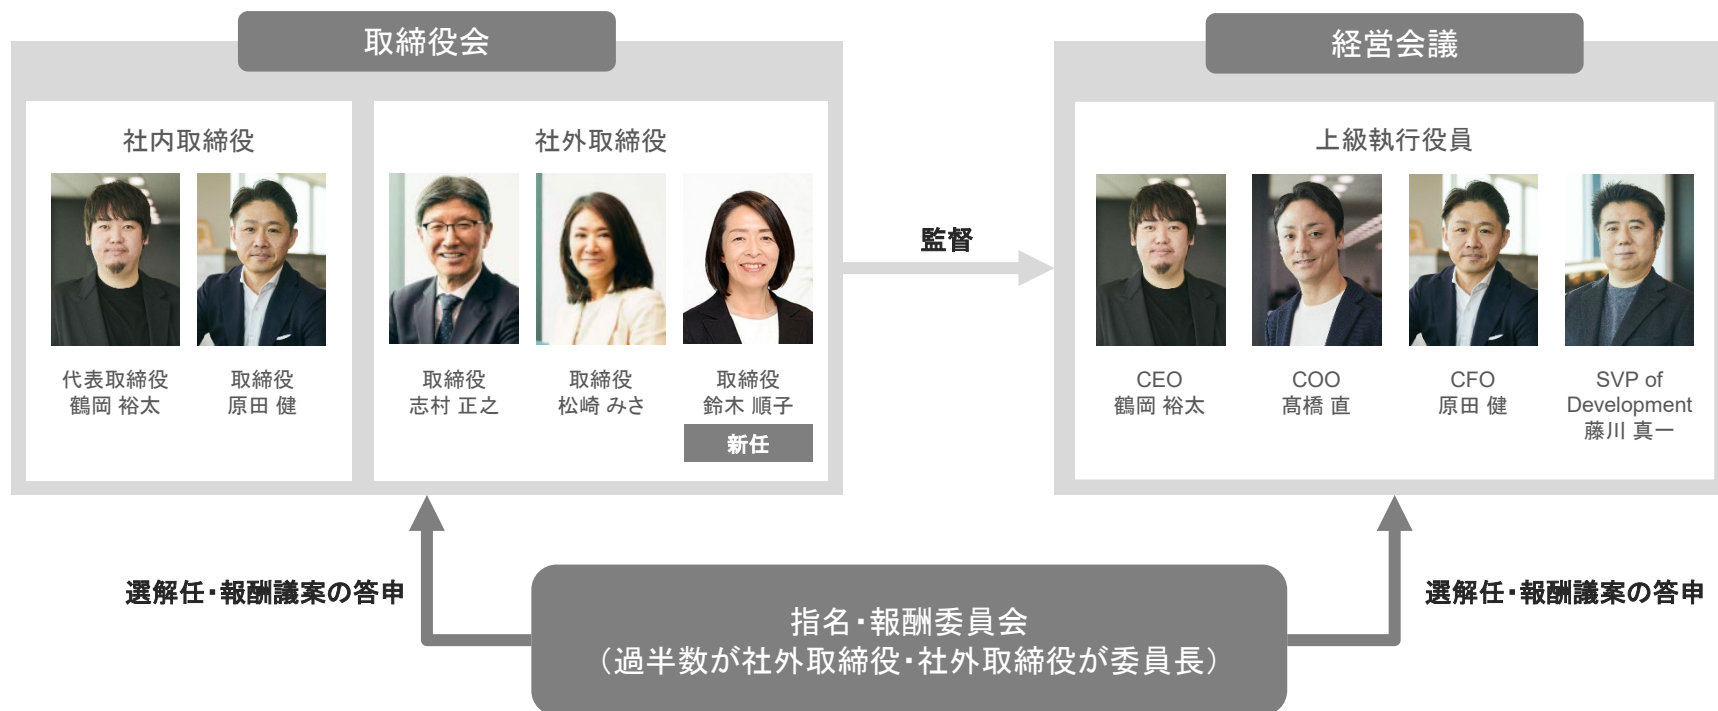 取締役会
社内取締役
代表取締役
鶴岡 裕太
取締役
原田 健
社外取締役
取締役
志村 正之
取締役
松崎 みさ
取締役
鈴木 順子
新任
監督
経営会議
上級執行役員
CEO
鶴岡 裕太
COO
髙橋 直
CFO
原田 健
SVP of
Development
藤川 真一
選解任・報酬議案の答申
指名・報酬委員会
（過半数が社外取締役・社外取締役が委員長）
選解任・報酬議案の答申